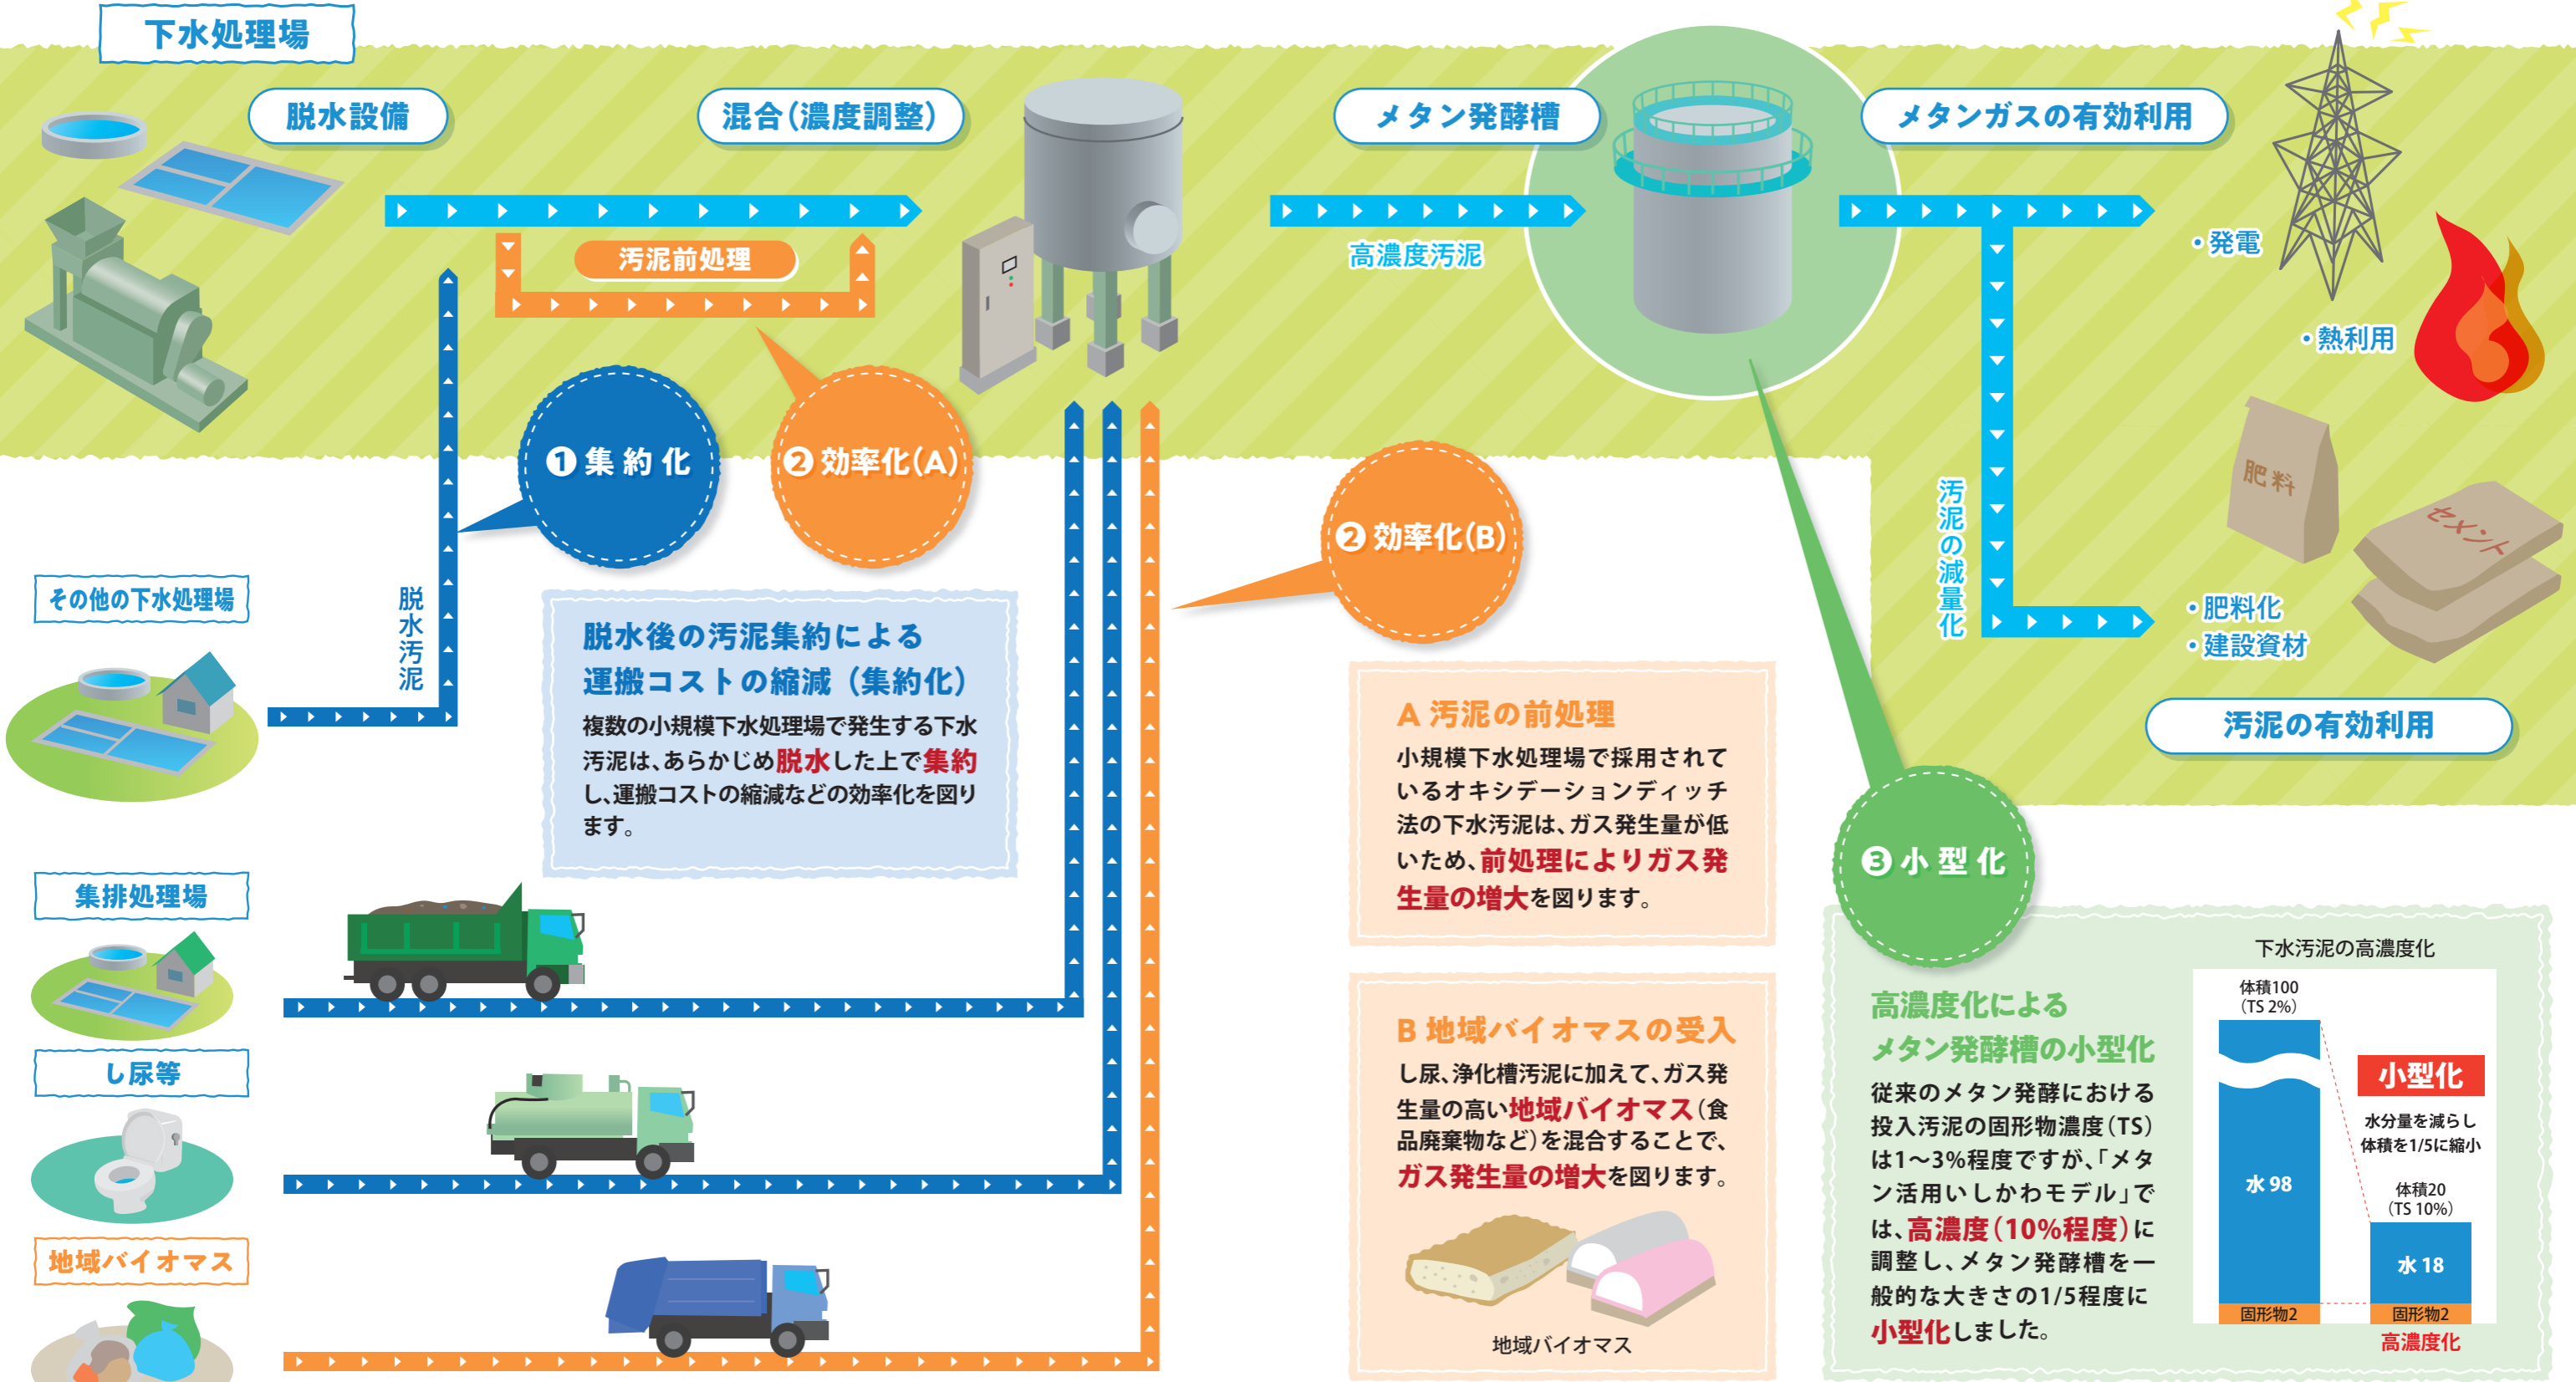 下水処理場
脱水設備
混合(濃度調整)
メタン発酵槽
メタンガスの有効利用
汚泥前処理
高濃度汚泥
・発電
・熱利用
肥料
セメント
汚泥の減量化
・肥料化
・建設資材
汚泥の有効利用
❶集約化
❷効率化(A)
❷効率化(B)
❸小型化
その他の下水処理場
脱水汚泥
集排処理場
し尿等
地域バイオマス
脱水後の汚泥集約による
運搬コストの縮減（集約化）
複数の小規模下水処理場で発生する下水
汚泥は、あらかじめ脱水した上で集約
し、運搬コストの縮減などの効率化を図り
ます。
A 汚泥の前処理
小規模下水処理場で採用されて
いるオキシデーションディッチ
法の下水汚泥は、ガス発生量が低
いため、前処理によりガス発
生量の増大を図ります。
B 地域バイオマスの受入
し尿、浄化槽汚泥に加えて、ガス発
生量の高い地域バイオマス（食
品廃棄物など）を混合することで、
ガス発生量の増大を図ります。
地域バイオマス
高濃度化による
メタン発酵槽の小型化
従来のメタン発酵における
投入汚泥の固形物濃度（TS）
は1～3%程度ですが、「メタ
ン活用いしかわモデル」で
は、高濃度（10%程度）に
調整し、メタン発酵槽を一
般的な大きさの1/5程度に
小型化しました。
下水汚泥の高濃度化
体積100
（TS 2%）
小型化
水分量を減らし
体積を1/5に縮小
水 98
体積20
（TS 10%）
水 18
固形物2
固形物2
高濃度化